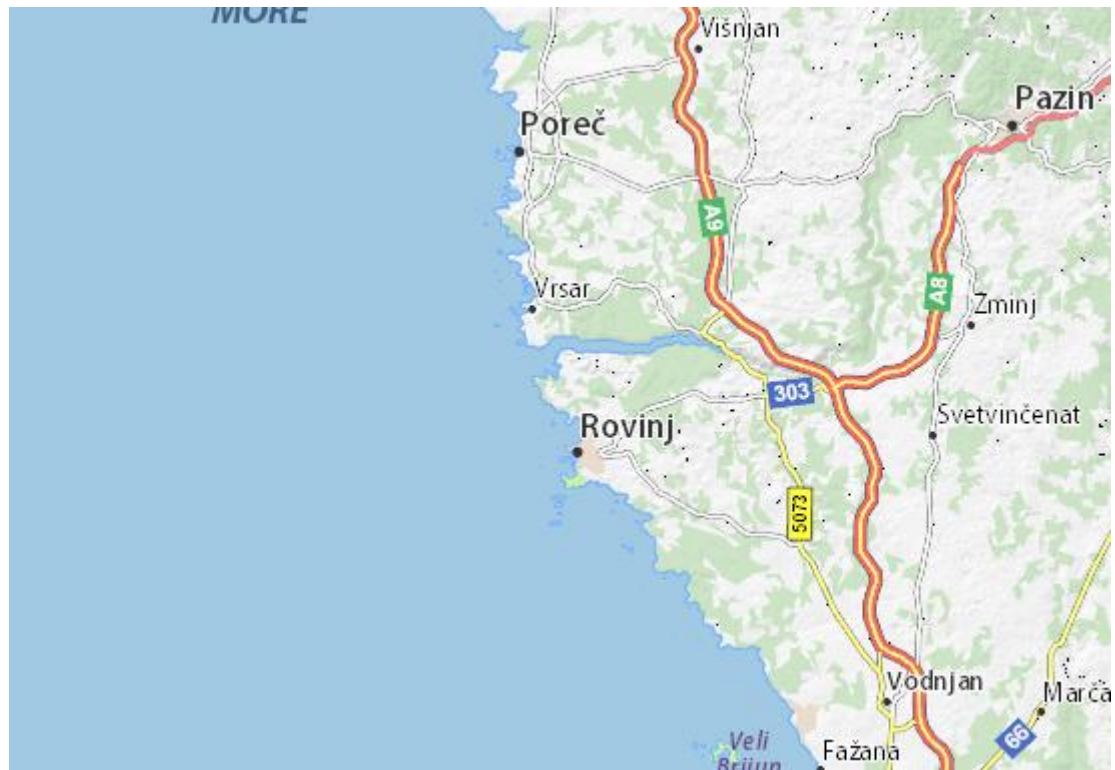 MORE
Višnjan
Pazin
Poreč
A9
A8
Vrsar
Žminj
303
Rovinj
Svetvinčenat
5073
Vodnjan
Marča
66
Veli
Brijun
Fažana